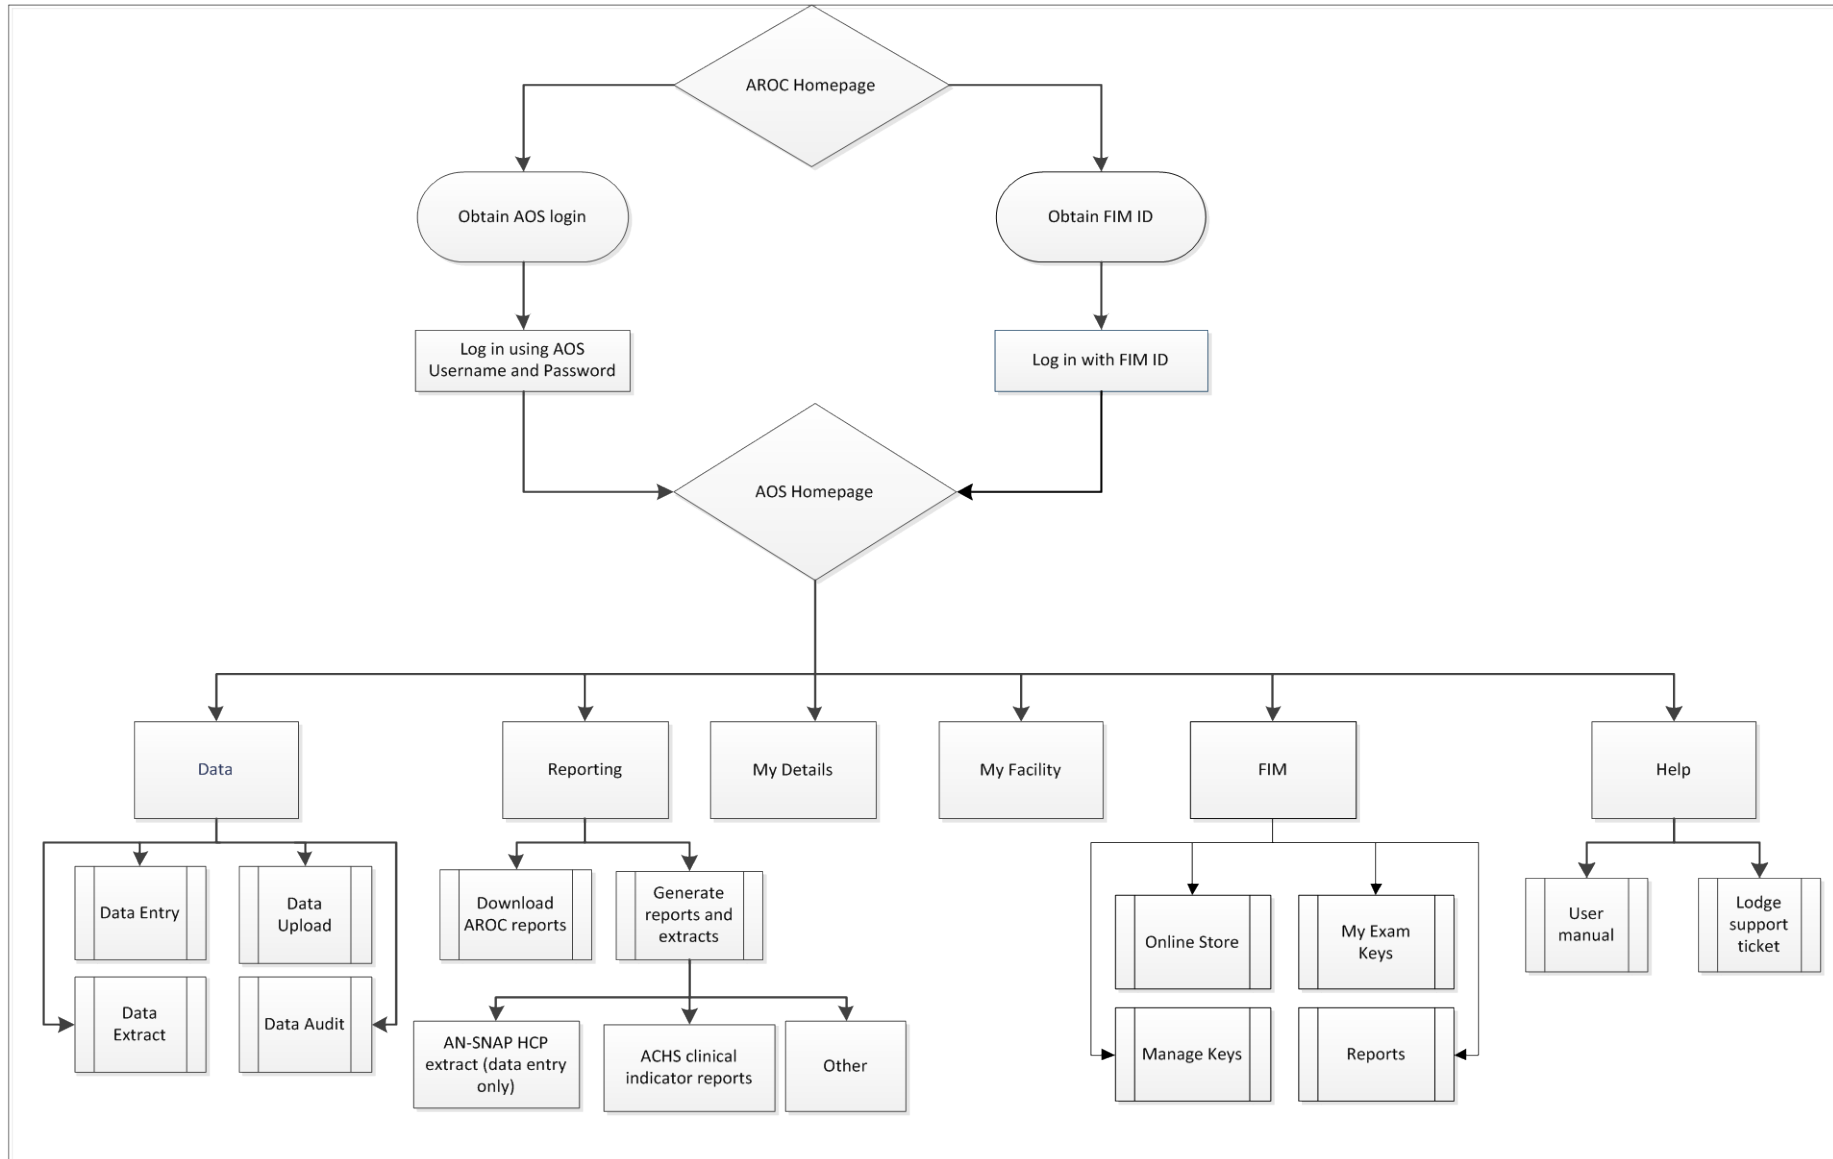 AROC Homepage
Obtain AOS login
Obtain FIM ID
Log in using AOS
Username and Password
Log in with FIM ID
AOS Homepage
Data
Reporting
My Details
My Facility
FIM
Help
Data Entry
Data
Upload
Data
Extract
Data Audit
Download
AROC reports
Generate
reports and
extracts
AN-SNAP HCP
extract (data entry
only)
ACHS clinical
indicator reports
Other
Online Store
My Exam
Keys
Manage Keys
Reports
User
manual
Lodge
support
ticket